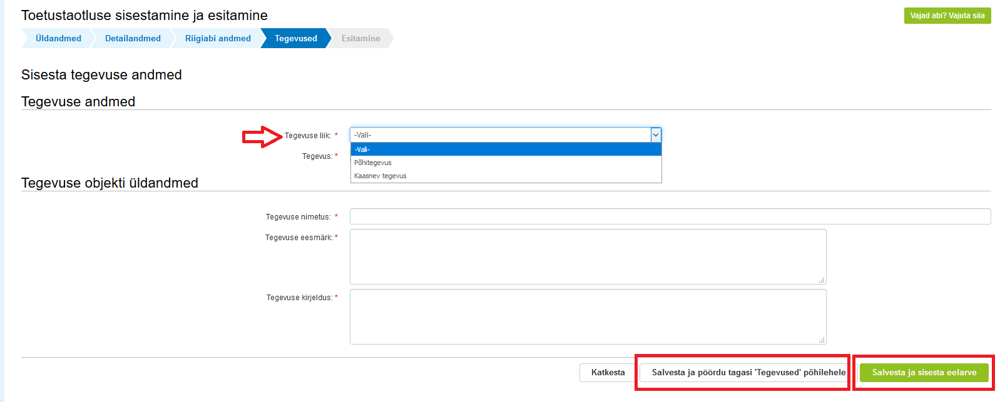 Toetustaotluse sisestamine ja esitamine
Vajad abi? Vajuta siia
Üldandmed
Detailandmed
Riigiabi andmed
Tegevused
Esitamine
Sisesta tegevuse andmed
Tegevuse andmed
Tegevuse liik: *
-Vali-
-Vali-
Põhitegevus
Kaasnev tegevus
Tegevus: *
Tegevuse objekti üldandmed
Tegevuse nimetus: *
Tegevuse eesmärk: *
Tegevuse kirjeldus: *
Katkesta
Salvesta ja pöördu tagasi 'Tegevused' põhilehele
Salvesta ja sisesta eelarve